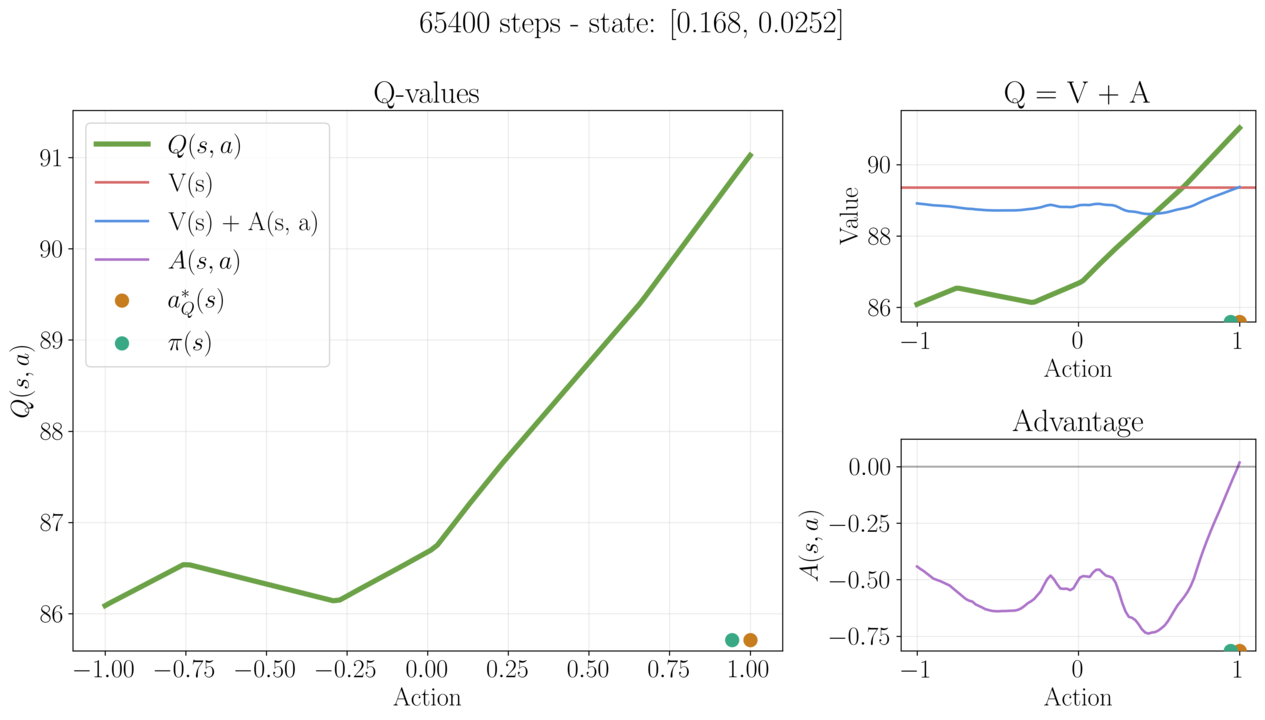 65400 steps - state: [0.168, 0.0252]
Q-values
Q(s, a)
91
90
89
88
87
86
Q(s, a)
V(s)
V(s) + A(s, a)
A(s, a)
a*Q(s)
π(s)
−1.00 −0.75 −0.50 −0.25 0.00 0.25 0.50 0.75 1.00
Action
Q = V + A
Value
90
88
86
−1 0 1
Action
Advantage
A(s, a)
0.00
−0.25
−0.50
−0.75
−1 0 1
Action